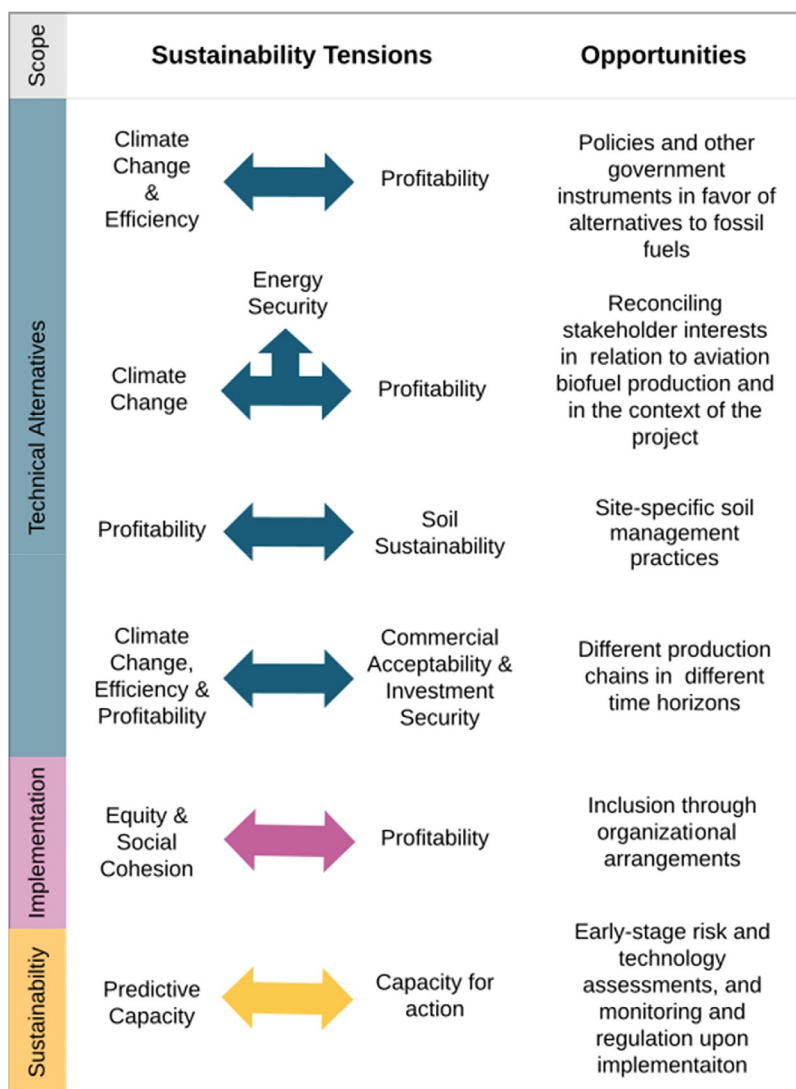 Scope
Sustainability Tensions
Opportunities
Technical Alternatives
Climate
Change
&
Efficiency
Profitability
Policies and other
government
instruments in favor of
alternatives to fossil
fuels
Energy
Security
Climate
Change
Profitability
Reconciling
stakeholder interests
in relation to aviation
biofuel production and
in the context of the
project
Profitability
Soil
Sustainability
Site-specific soil
management
practices
Climate
Change,
Efficiency &
Profitability
Commercial
Acceptability &
Investment
Security
Different production
chains in different
time horizons
Implementation
Equity &
Social
Cohesion
Profitability
Inclusion through
organizational
arrangements
Sustainabiltiy
Predictive
Capacity
Capacity for
action
Early-stage risk and
technology
assessments, and
monitoring and
regulation upon
implementaiton